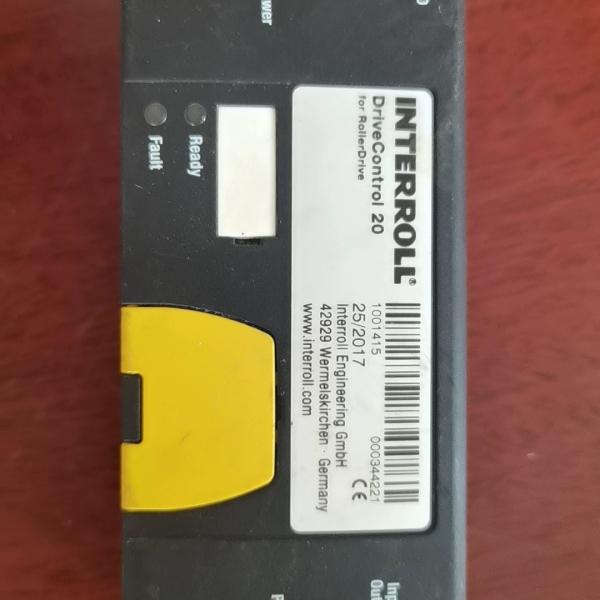 INTERROLL®
DriveControl 20
for RollerDrive
1001415 000344221
25/2017
Interroll Engineering GmbH
42929 Wermelskirchen · Germany
www.interroll.com
CE
Ready
Fault